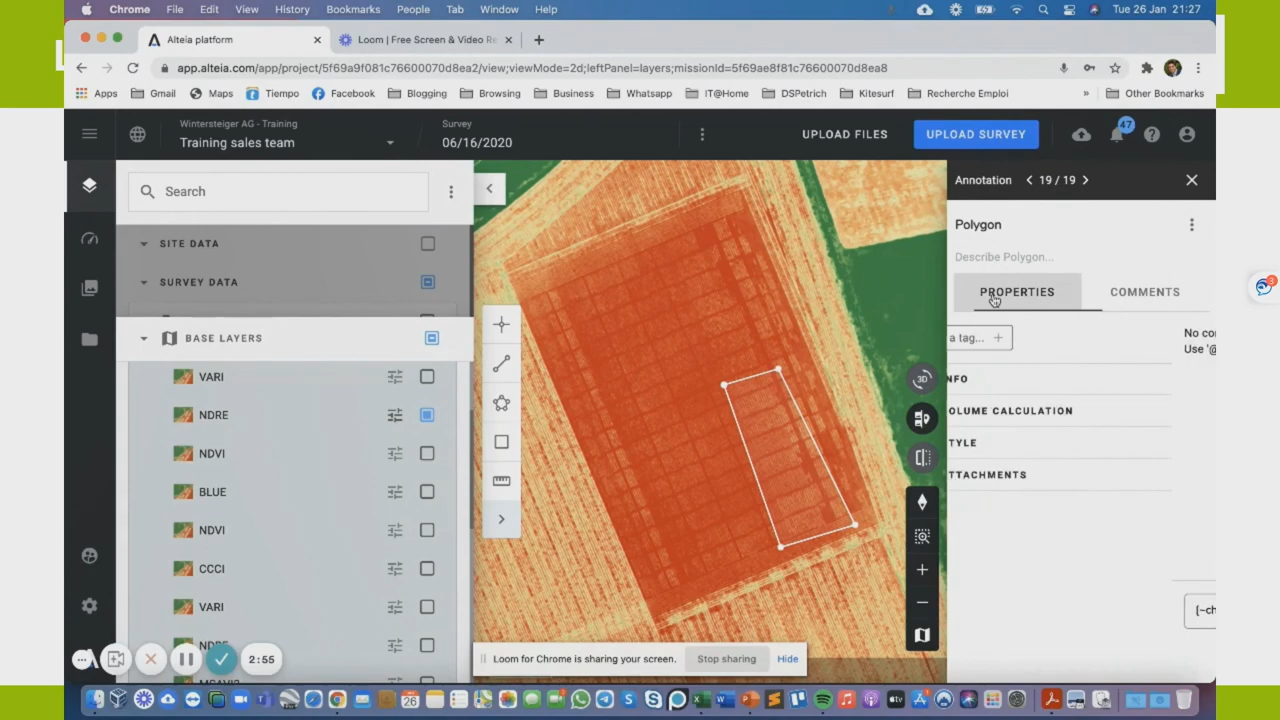 Chrome File Edit View History Bookmarks People Tab Window Help Tue 26 Jan 21:27
Alteia platform
Loom | Free Screen & Video Re
app.alteia.com/app/project/5f69a9f081c76600070d8ea2/view;viewMode=2d;leftPanel=layers;missionId=5f69ae8f81c76600070d8ea8
Apps Gmail Maps Tiempo Facebook Blogging Browsing Business Whatsapp IT@Home DSPetrich Kitesurf Recherche Emploi » Other Bookmarks
Wintersteiger AG - Training
Training sales team
Survey
06/16/2020
UPLOAD FILES
UPLOAD SURVEY
47
Search
SITE DATA
SURVEY DATA
BASE LAYERS
VARI
NDRE
NDVI
BLUE
NDVI
CCCI
VARI
NDRE
2:55
3D
Annotation 19 / 19
Polygon
Describe Polygon...
PROPERTIES
COMMENTS
a tag... +
No co
Use '@
NFO
OLUME CALCULATION
TYLE
TTACHMENTS
[~ch
3
Loom for Chrome is sharing your screen.
Stop sharing
Hide
26